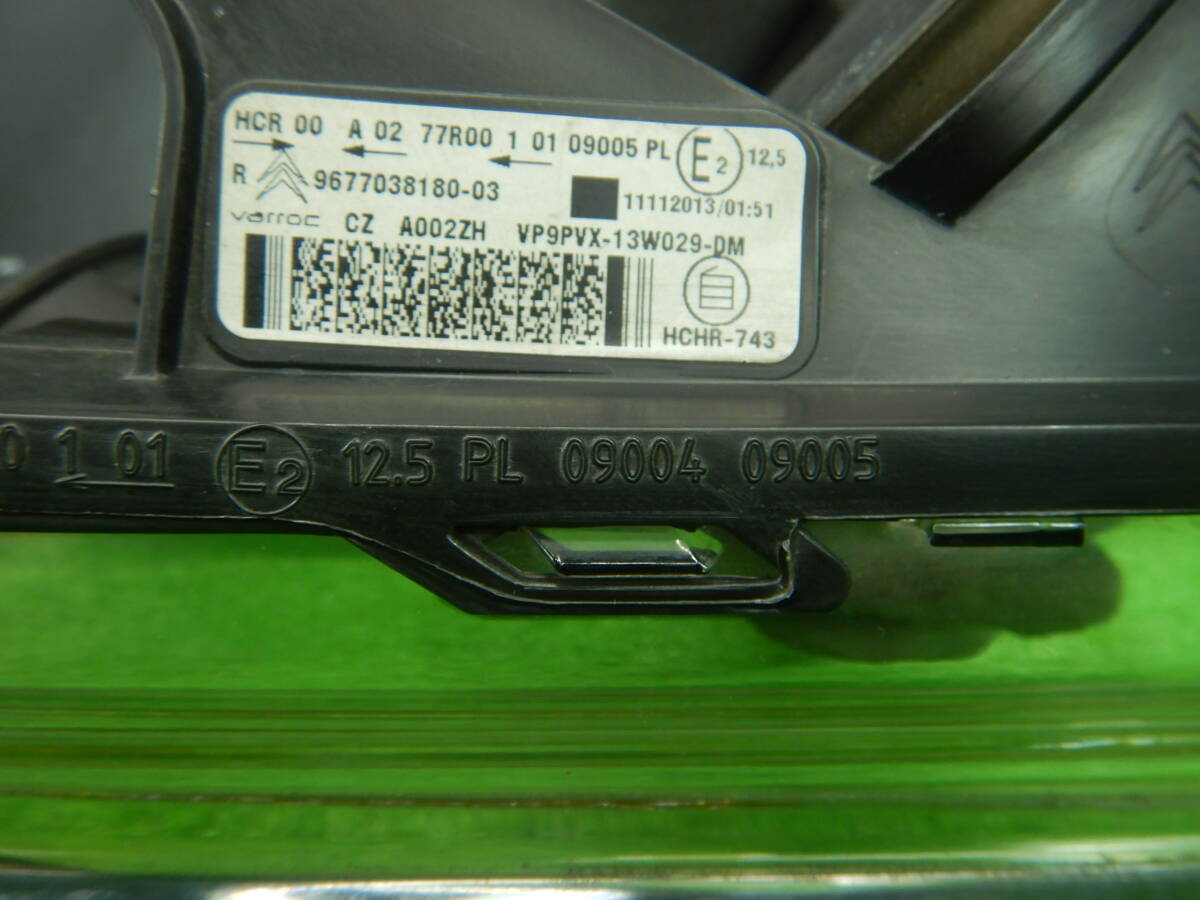 HCR 00 A 02 77R00 1 01 09005 PL E2 12,5
R 9677038180-03 11112013/01:51
varroc CZ A002ZH VP9PVX-13W029-DM
HCHR-743
0 1 01 E2 12.5 PL 09004 09005